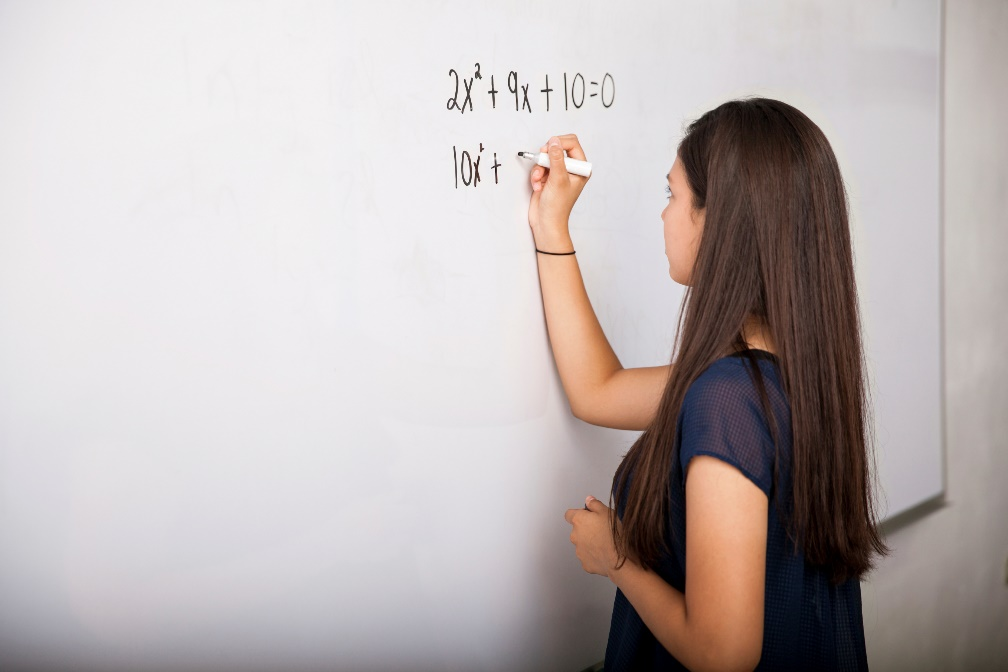 2x² + 9x + 10 = 0
10x² +